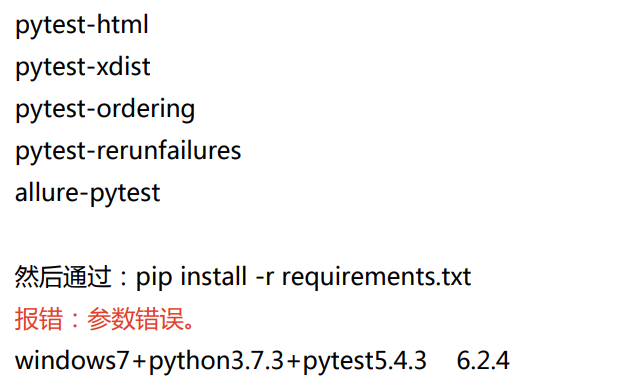 pytest-html
pytest-xdist
pytest-ordering
pytest-rerunfailures
allure-pytest
然后通过：pip install -r requirements.txt
报错：参数错误。
windows7+python3.7.3+pytest5.4.3    6.2.4